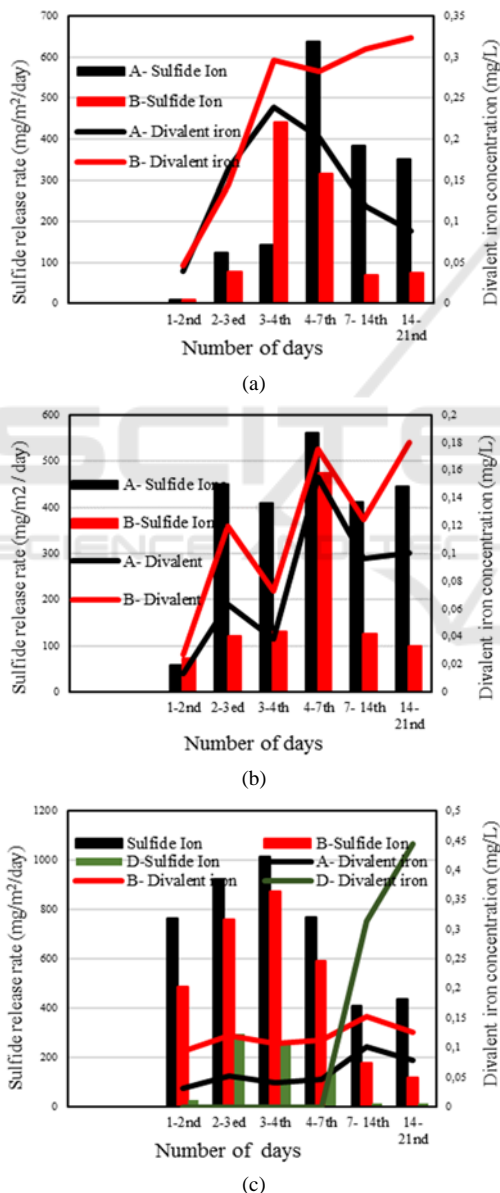 Sulfide release rate (mg/m²/day)
700
600
500
400
300
200
100
0
A- Sulfide Ion
B-Sulfide Ion
A- Divalent iron
B- Divalent iron
0,35
0,3
0,25
0,2
0,15
0,1
0,05
0
Divalent iron concentration (mg/L)
1-2nd 2-3ed 3-4th 4-7th 7- 14th 14-
21nd
Number of days
(a)
Sulfide release rate (mg/m2 / day)
600
500
400
300
200
100
0
A- Sulfide Ion
B-Sulfide Ion
A- Divalent
B- Divalent
0,2
0,18
0,16
0,14
0,12
0,1
0,08
0,06
0,04
0,02
0
Divalent iron concentration (mg/L)
1-2nd 2-3ed 3-4th 4-7th 7- 14th 14-
21nd
Number of days
(b)
Sulfide release rate (mg/m²/day)
1200
1000
800
600
400
200
0
Sulfide Ion B-Sulfide Ion
D-Sulfide Ion A- Divalent iron
B- Divalent iron D- Divalent iron
0,5
0,45
0,4
0,35
0,3
0,25
0,2
0,15
0,1
0,05
0
Divalent iron concentration (mg/L)
1-2nd 2-3ed 3-4th 4-7th 7- 14th 14-
21nd
Number of days
(c)